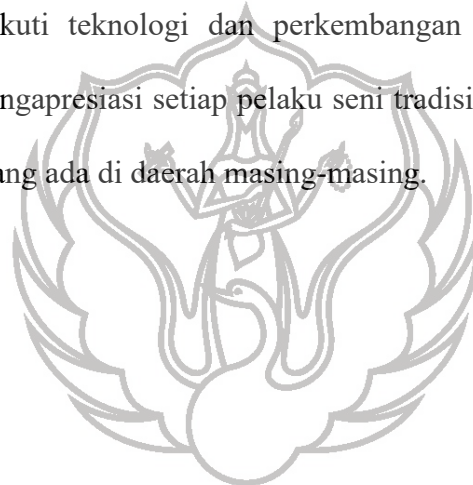 kuti teknologi dan perkembangan
ngapresiasi setiap pelaku seni tradisi
ang ada di daerah masing-masing.